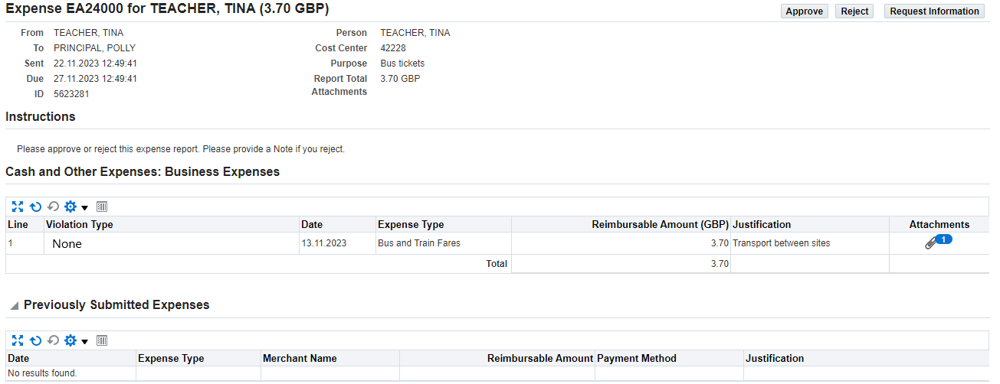 Expense EA24000 for TEACHER, TINA (3.70 GBP)
Approve Reject Request Information
From TEACHER, TINA Person TEACHER, TINA
To PRINCIPAL, POLLY Cost Center 42228
Sent 22.11.2023 12:49:41 Purpose Bus tickets
Due 27.11.2023 12:49:41 Report Total 3.70 GBP
ID 5623281 Attachments
Instructions
Please approve or reject this expense report. Please provide a Note if you reject.
Cash and Other Expenses: Business Expenses
Line Violation Type Date Expense Type Reimbursable Amount (GBP) Justification Attachments
1 None 13.11.2023 Bus and Train Fares 3.70 Transport between sites 1
Total 3.70
Previously Submitted Expenses
Date Expense Type Merchant Name Reimbursable Amount Payment Method Justification
No results found.